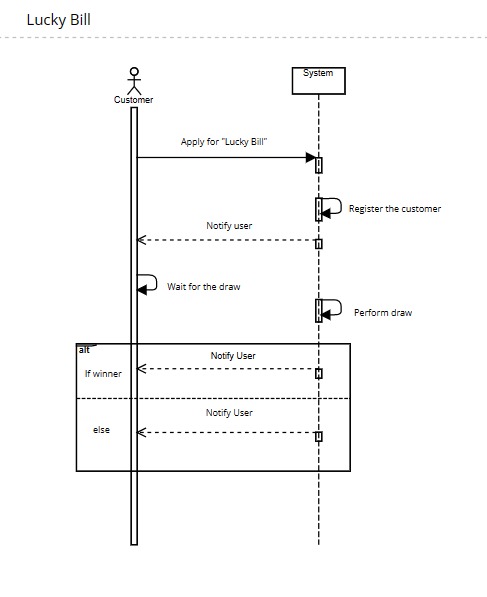 Lucky Bill
System
Customer
Apply for "Lucky Bill"
Register the customer
Notify user
Wait for the draw
Perform draw
alt
Notify User
If winner
Notify User
else